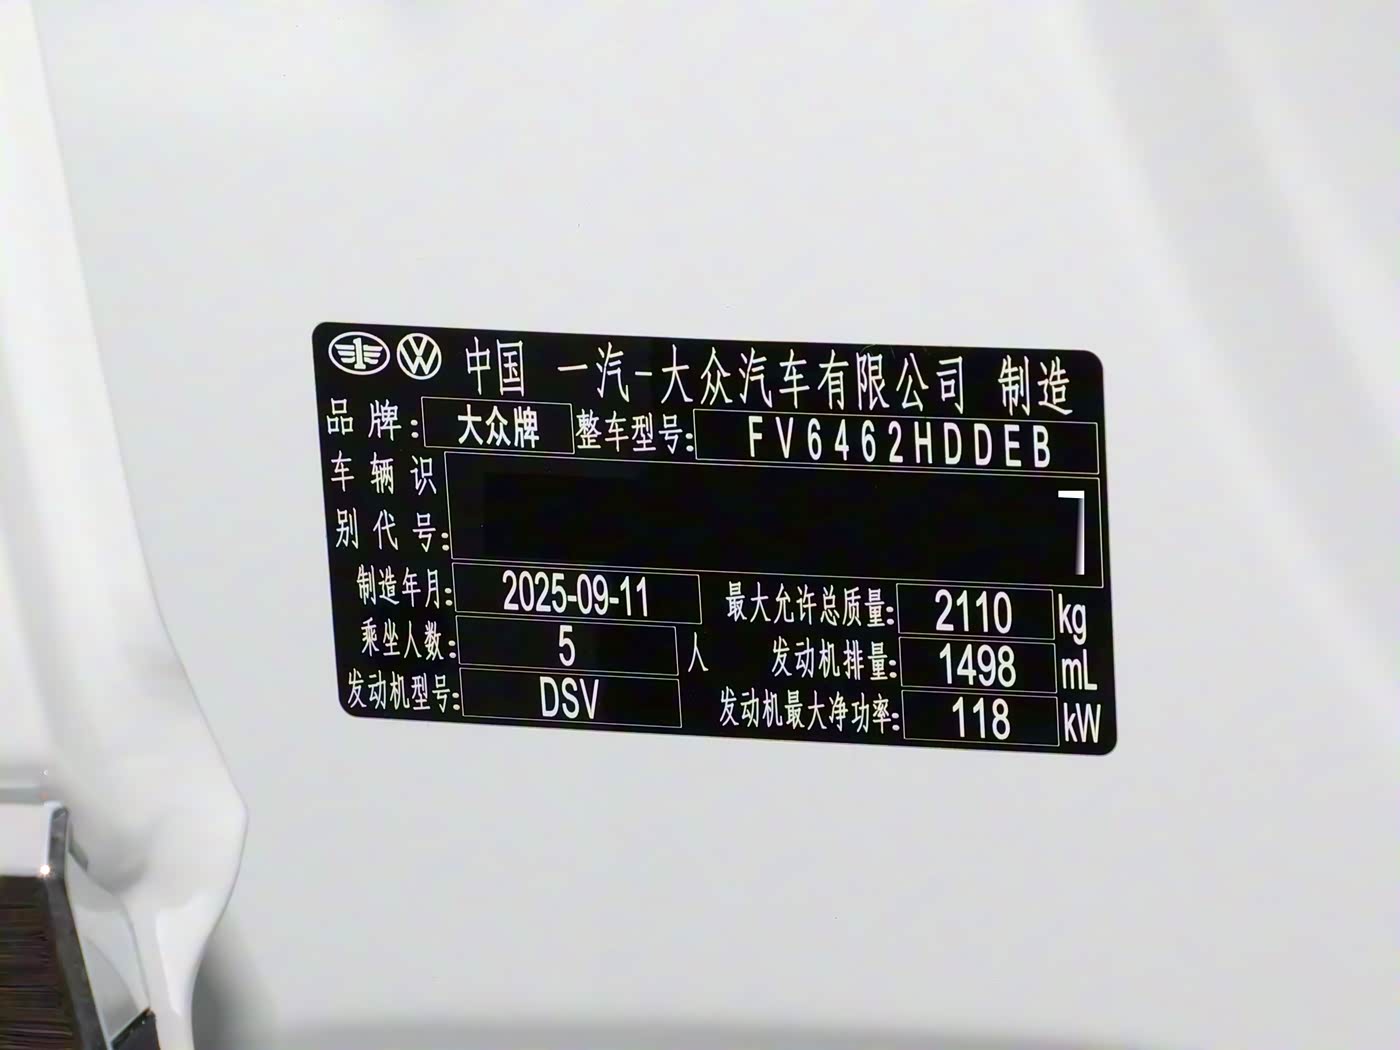 中国 一汽-大众汽车有限公司 制造
品牌: 大众牌 整车型号: FV6462HDDEB
车辆识
别代号:
制造年月: 2025-09-11 最大允许总质量: 2110 kg
乘坐人数: 5 人 发动机排量: 1498 mL
发动机型号: DSV 发动机最大净功率: 118 kW